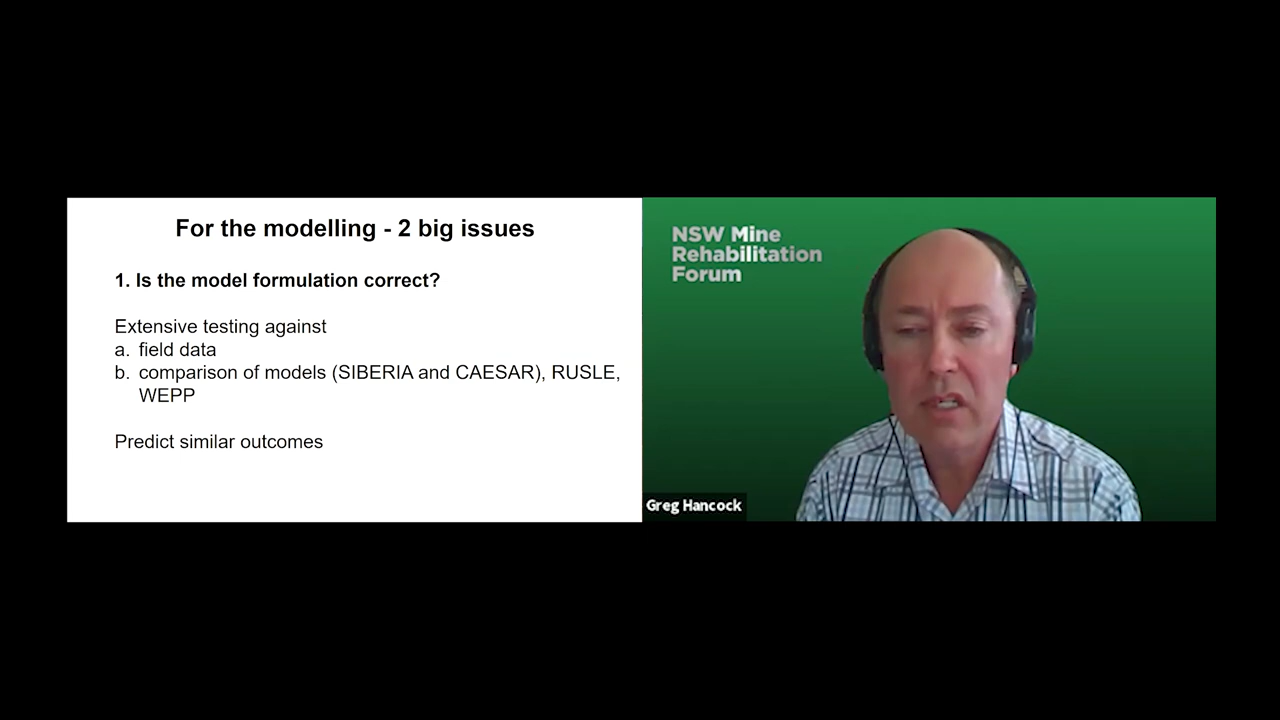 For the modelling - 2 big issues
1. Is the model formulation correct?
Extensive testing against
a. field data
b. comparison of models (SIBERIA and CAESAR), RUSLE,
WEPP
Predict similar outcomes
NSW Mine
Rehabilitation
Forum
Greg Hancock